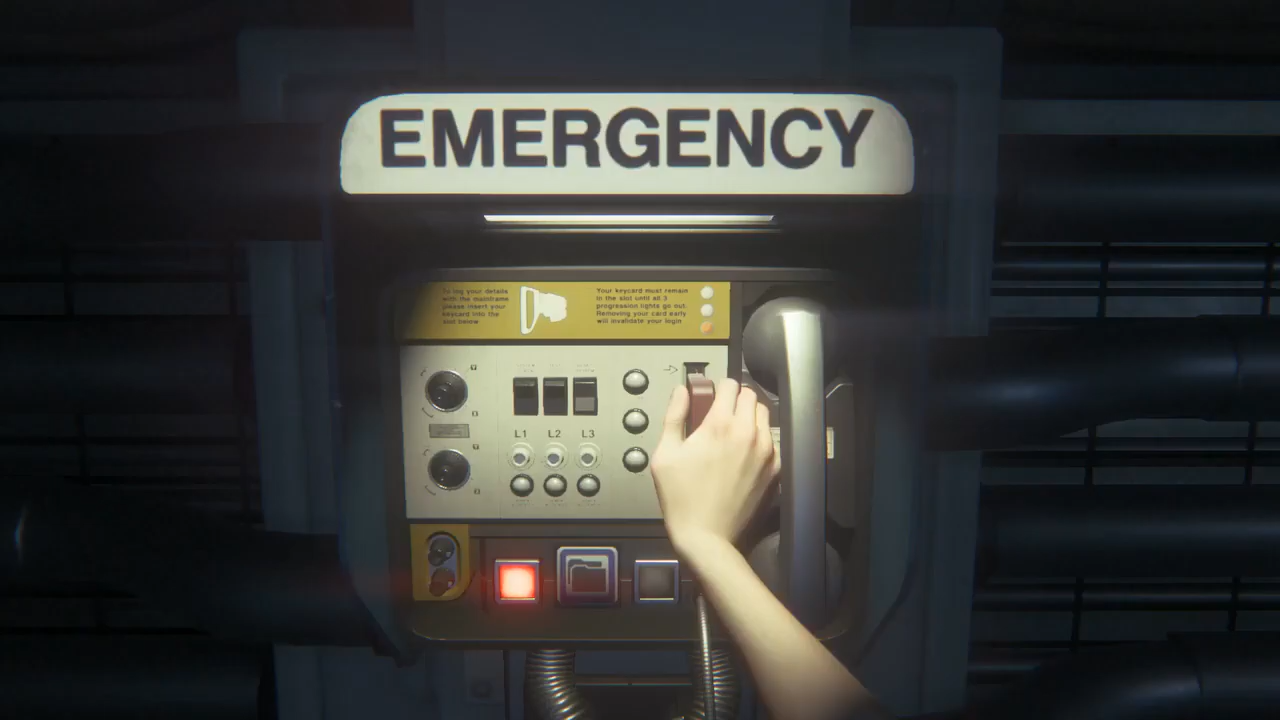 EMERGENCY
To log your details
with the mainframe
please insert your
keycard into the
slot below
Your keycard must remain
in the slot until all 3
progression lights go out.
Removing your card early
will invalidate your login
L1 L2 L3